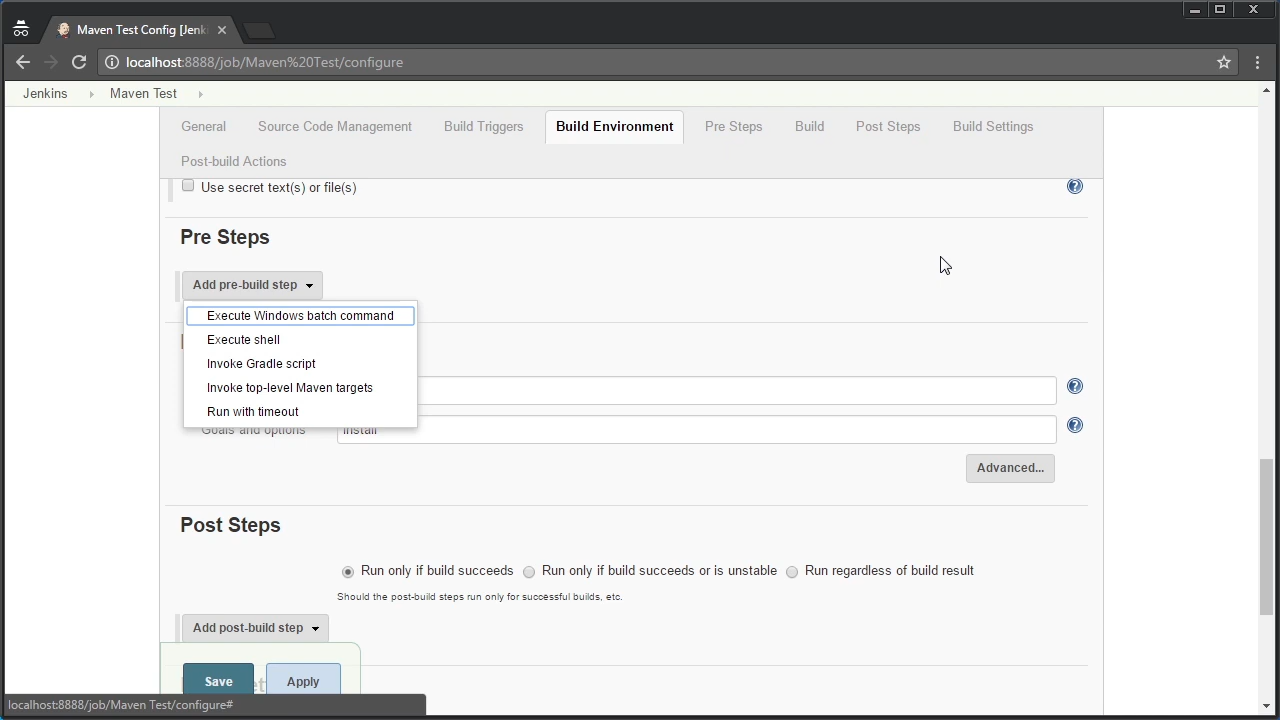 Maven Test Config [Jenki
localhost:8888/job/Maven%20Test/configure
Jenkins Maven Test
General Source Code Management Build Triggers Build Environment Pre Steps Build Post Steps Build Settings
Post-build Actions
Use secret text(s) or file(s)
Pre Steps
Add pre-build step
Execute Windows batch command
Execute shell
Invoke Gradle script
Invoke top-level Maven targets
Run with timeout
Goals and options install
Advanced...
Post Steps
Run only if build succeeds Run only if build succeeds or is unstable Run regardless of build result
Should the post-build steps run only for successful builds, etc.
Add post-build step
Save Apply
localhost:8888/job/Maven Test/configure#